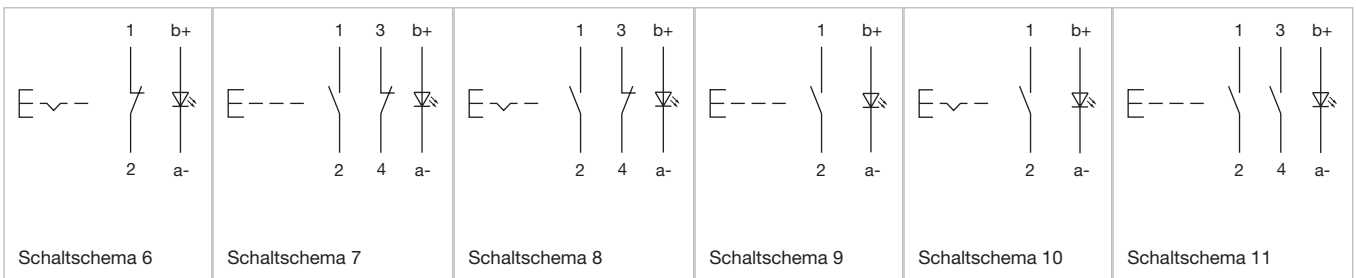 1 b+
2 a-
Schaltschema 6
1 3 b+
2 4 a-
Schaltschema 7
1 3 b+
2 4 a-
Schaltschema 8
1 b+
2 a-
Schaltschema 9
1 b+
2 a-
Schaltschema 10
1 3 b+
2 4 a-
Schaltschema 11